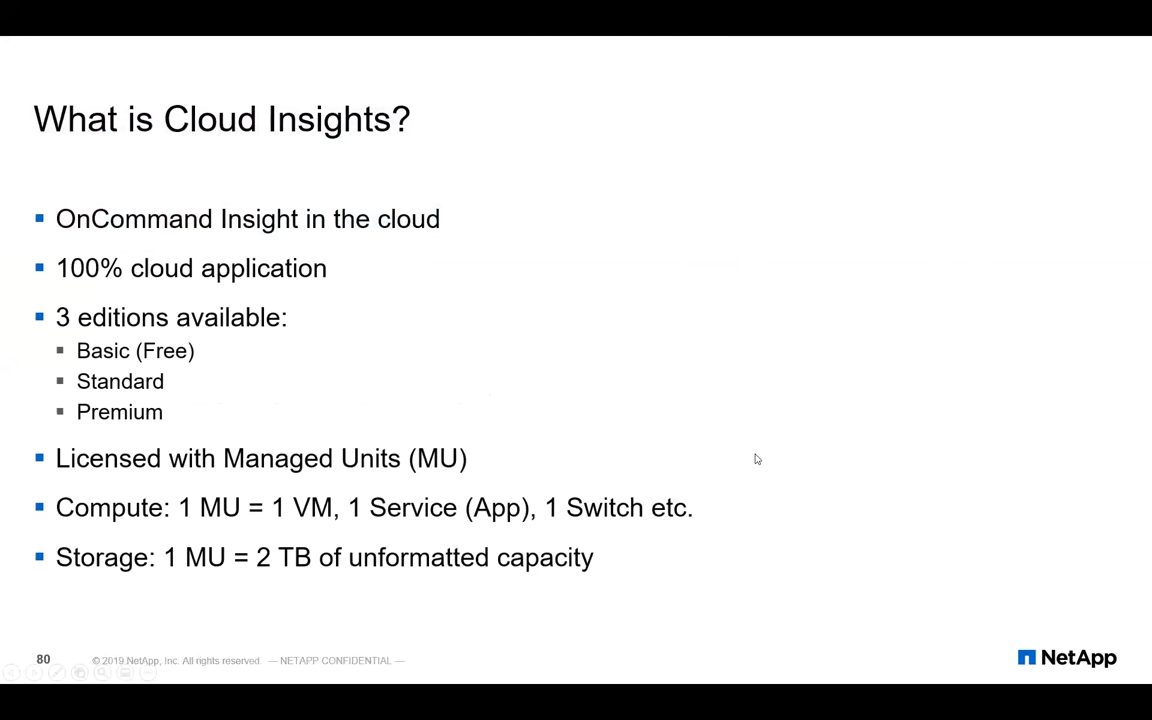 What is Cloud Insights?
OnCommand Insight in the cloud
100% cloud application
3 editions available:
Basic (Free)
Standard
Premium
Licensed with Managed Units (MU)
Compute: 1 MU = 1 VM, 1 Service (App), 1 Switch etc.
Storage: 1 MU = 2 TB of unformatted capacity
80
© 2019 NetApp, Inc. All rights reserved. — NETAPP CONFIDENTIAL —
NetApp